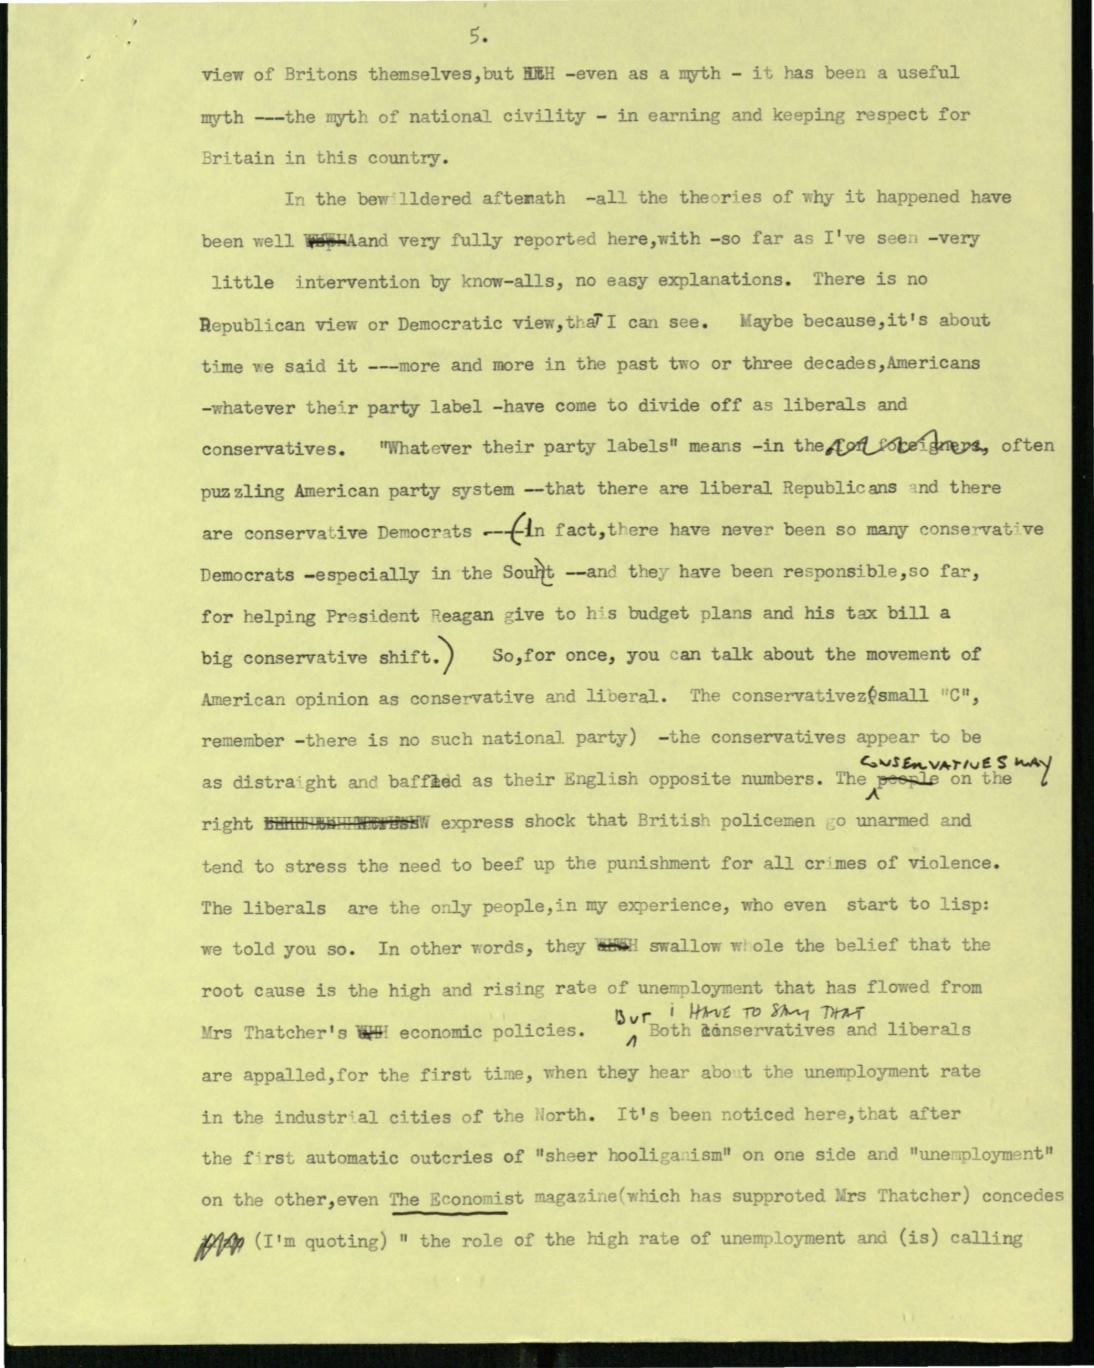 5.
view of Britons themselves,but -even as a myth - it has been a useful
myth ---the myth of national civility - in earning and keeping respect for
Britain in this country.
In the bewilldered aftemath -all the theories of why it happened have
been well Aand very fully reported here,with -so far as I've seen -very
little intervention by know-alls, no easy explanations. There is no
Republican view or Democratic view,thaT I can see. Maybe because,it's about
time we said it ---more and more in the past two or three decades,Americans
-whatever their party label -have come to divide off as liberals and
conservatives. "Whatever their party labels" means -in the for foreigners, often
puzzling American party system --that there are liberal Republicans and there
are conservative Democrats ---(In fact,there have never been so many conservative
Democrats -especially in the Souht --and they have been responsible,so far,
for helping President Reagan give to his budget plans and his tax bill a
big conservative shift.) So,for once, you can talk about the movement of
American opinion as conservative and liberal. The conservativez(small "C",
remember -there is no such national party) -the conservatives appear to be
CONSERVATIVES MAY
as distraight and baffled as their English opposite numbers. The people on the
right express shock that British policemen go unarmed and
tend to stress the need to beef up the punishment for all crimes of violence.
The liberals are the only people,in my experience, who even start to lisp:
we told you so. In other words, they swallow whole the belief that the
root cause is the high and rising rate of unemployment that has flowed from
BUT I HAVE TO SAY THAT
Mrs Thatcher's economic policies. Both conservatives and liberals
are appalled,for the first time, when they hear about the unemployment rate
in the industrial cities of the North. It's been noticed here,that after
the first automatic outcries of "sheer hooliganism" on one side and "unemployment"
on the other,even The Economist magazine(which has supproted Mrs Thatcher) concedes
(I'm quoting) " the role of the high rate of unemployment and (is) calling